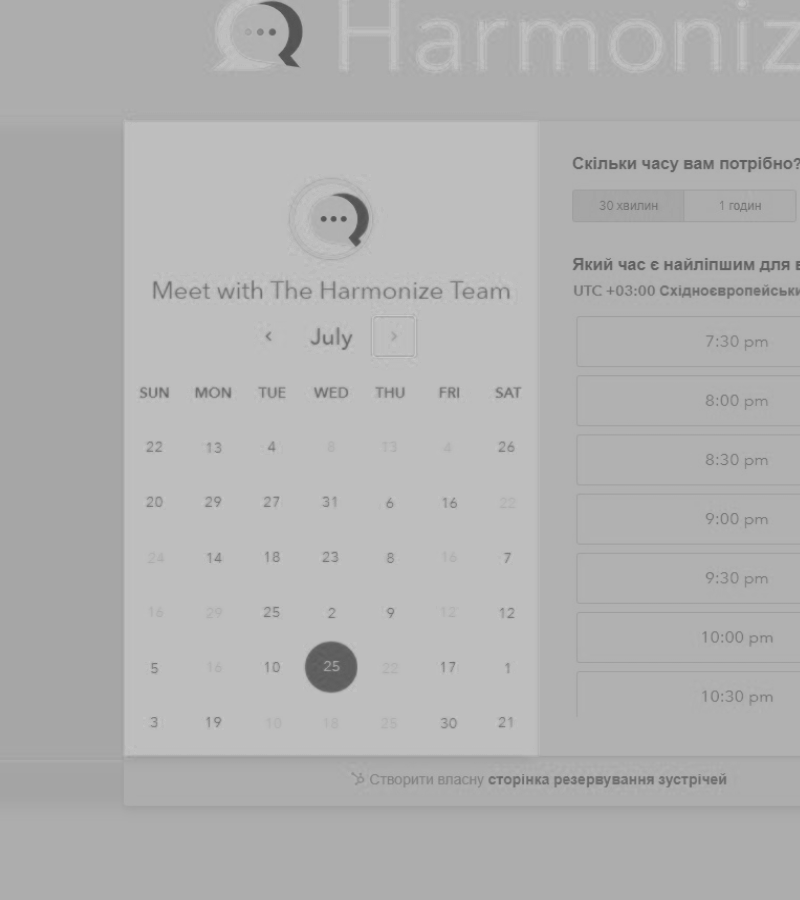 Harmoniz
Meet with The Harmonize Team
July
SUN MON TUE WED THU FRI SAT
22 13 4 8 13 4 26
20 29 27 31 6 16 22
24 14 18 23 8 16 7
16 29 25 2 9 12 12
5 16 10 25 22 17 1
3 19 10 18 25 30 21
Скільки часу вам потрібно?
30 хвилин 1 годин
Який час є найліпшим для в
UTC +03:00 Східноєвропейськи
7:30 pm
8:00 pm
8:30 pm
9:00 pm
9:30 pm
10:00 pm
10:30 pm
Створити власну сторінка резервування зустрічей